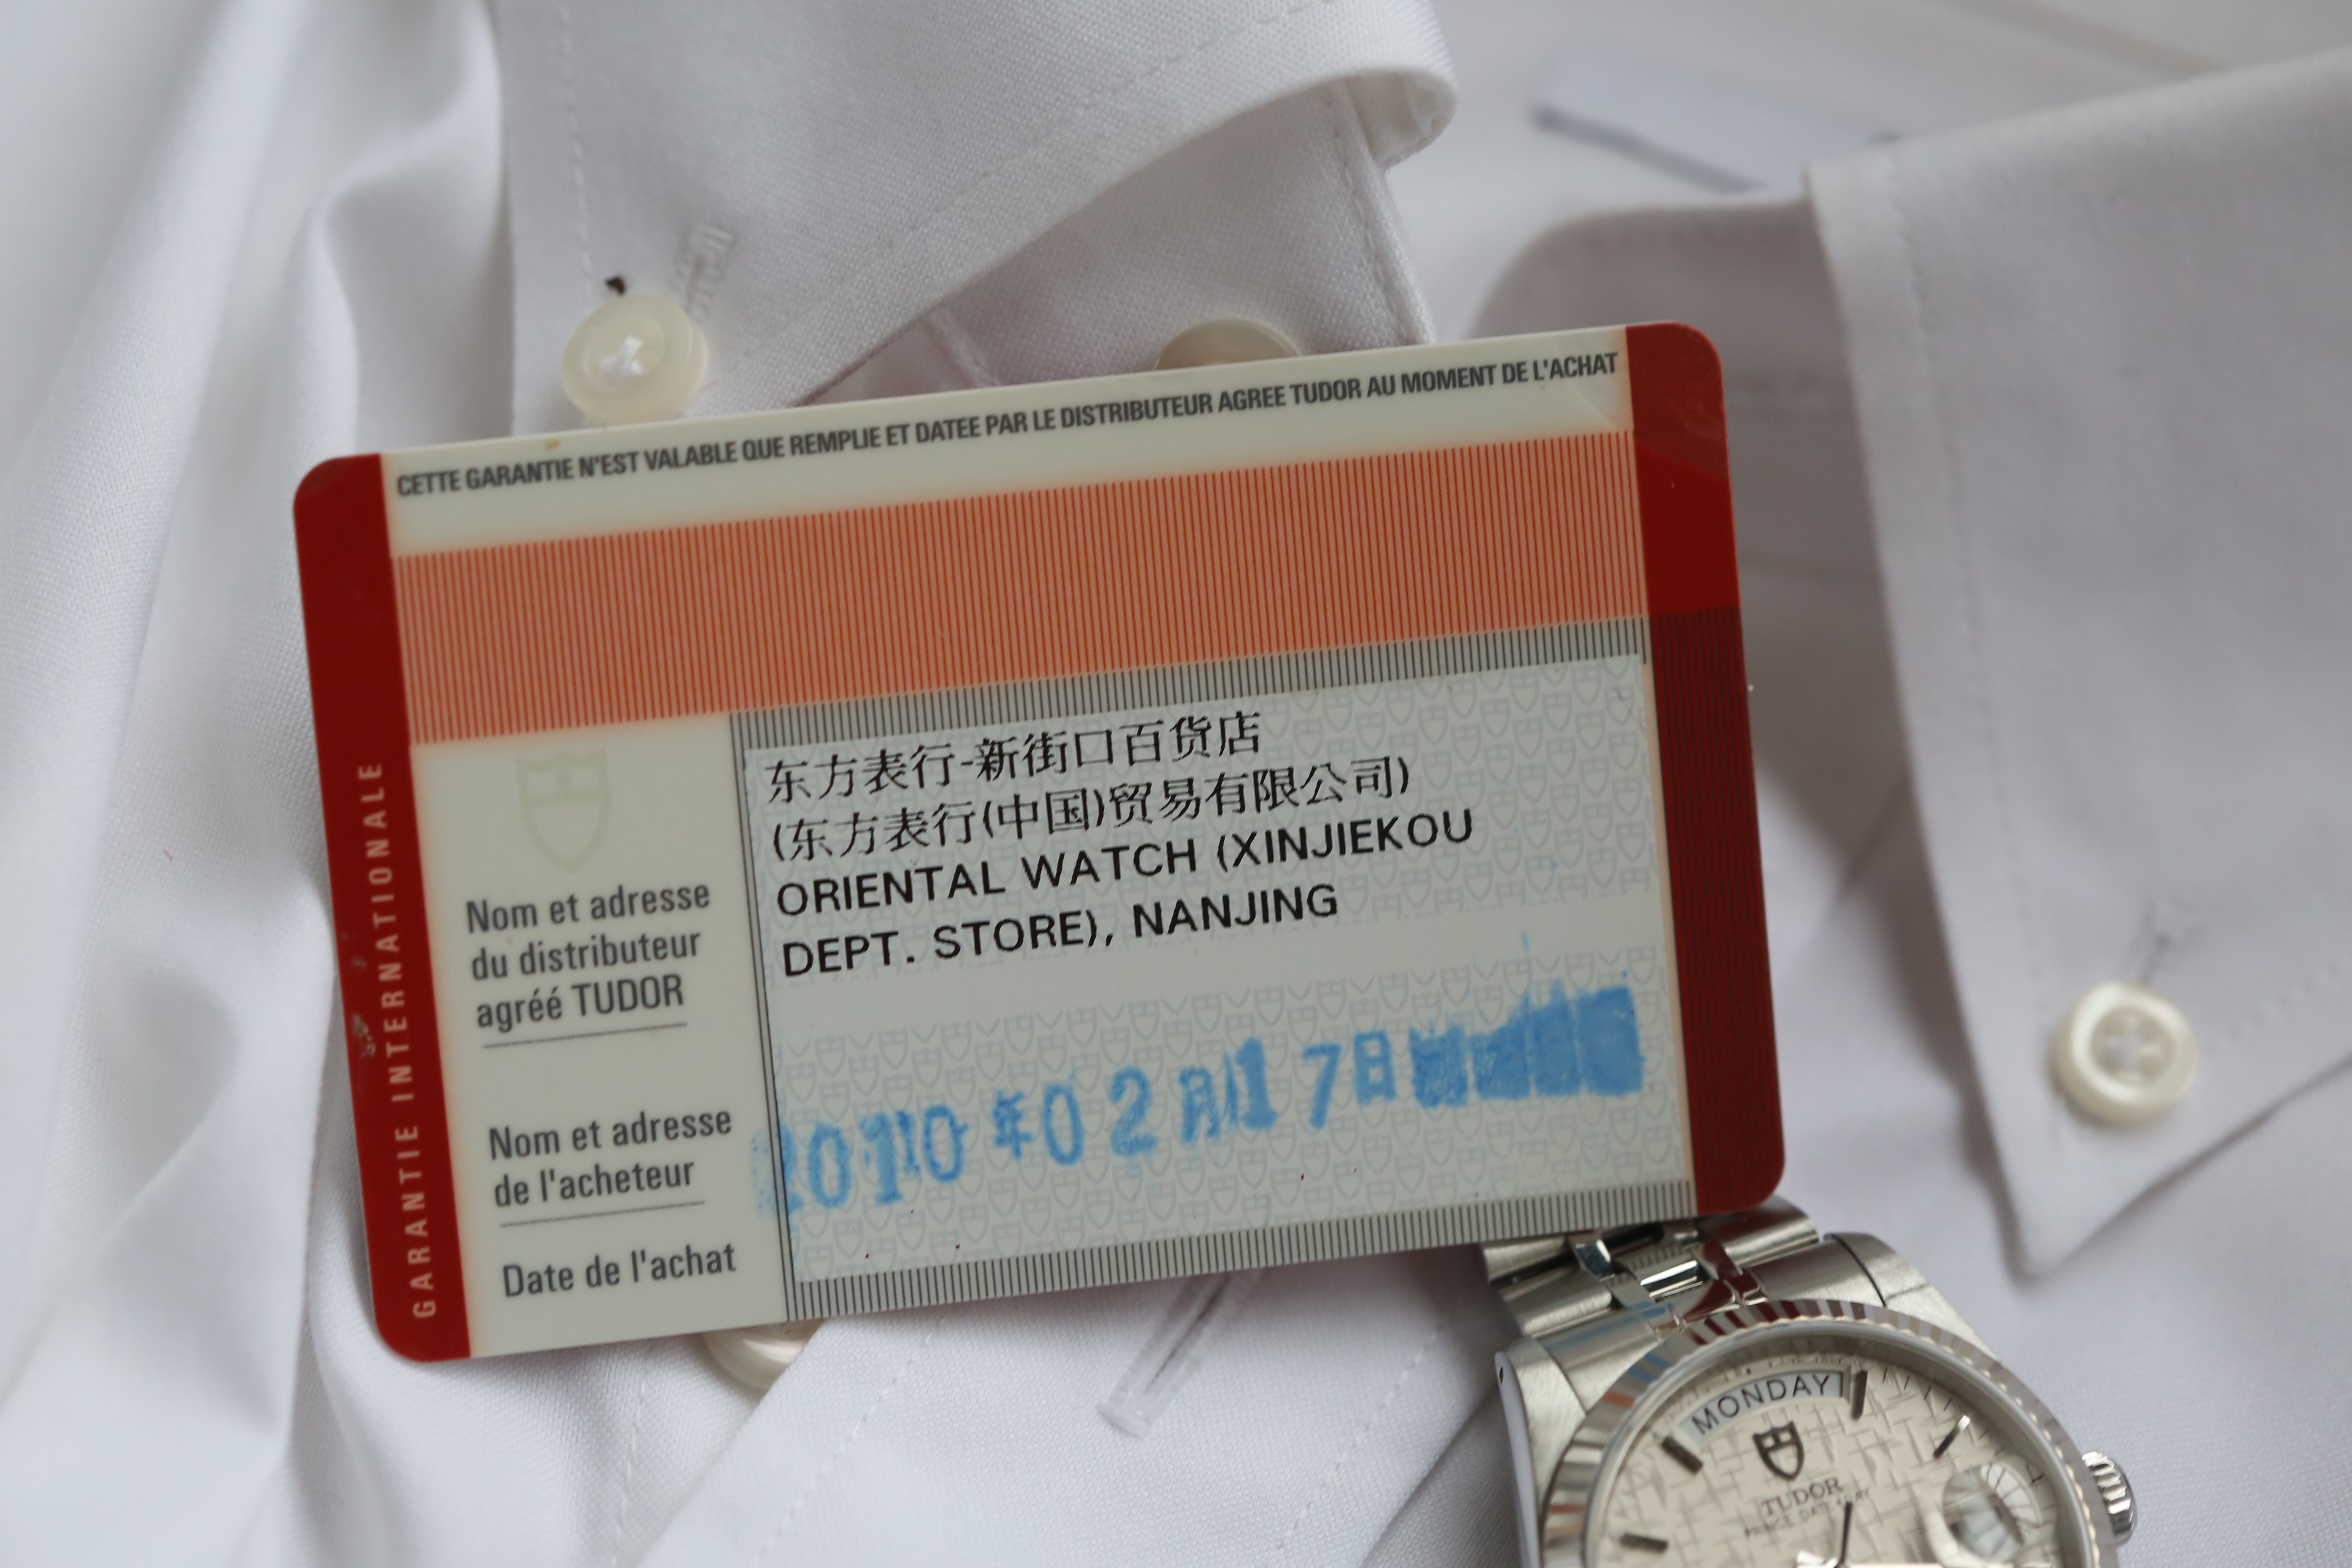 CETTE GARANTIE N'EST VALABLE QUE REMPLIE ET DATEE PAR LE DISTRIBUTEUR AGREE TUDOR AU MOMENT DE L'ACHAT
GARANTIE INTERNATIONALE
Nom et adresse
du distributeur
agréé TUDOR
东方表行-新街口百货店
(东方表行(中国)贸易有限公司)
ORIENTAL WATCH (XINJIEKOU
DEPT. STORE), NANJING
Nom et adresse
de l'acheteur
2010年02月17日
Date de l'achat
MONDAY
TUDOR
PRINCE DATE+DAY